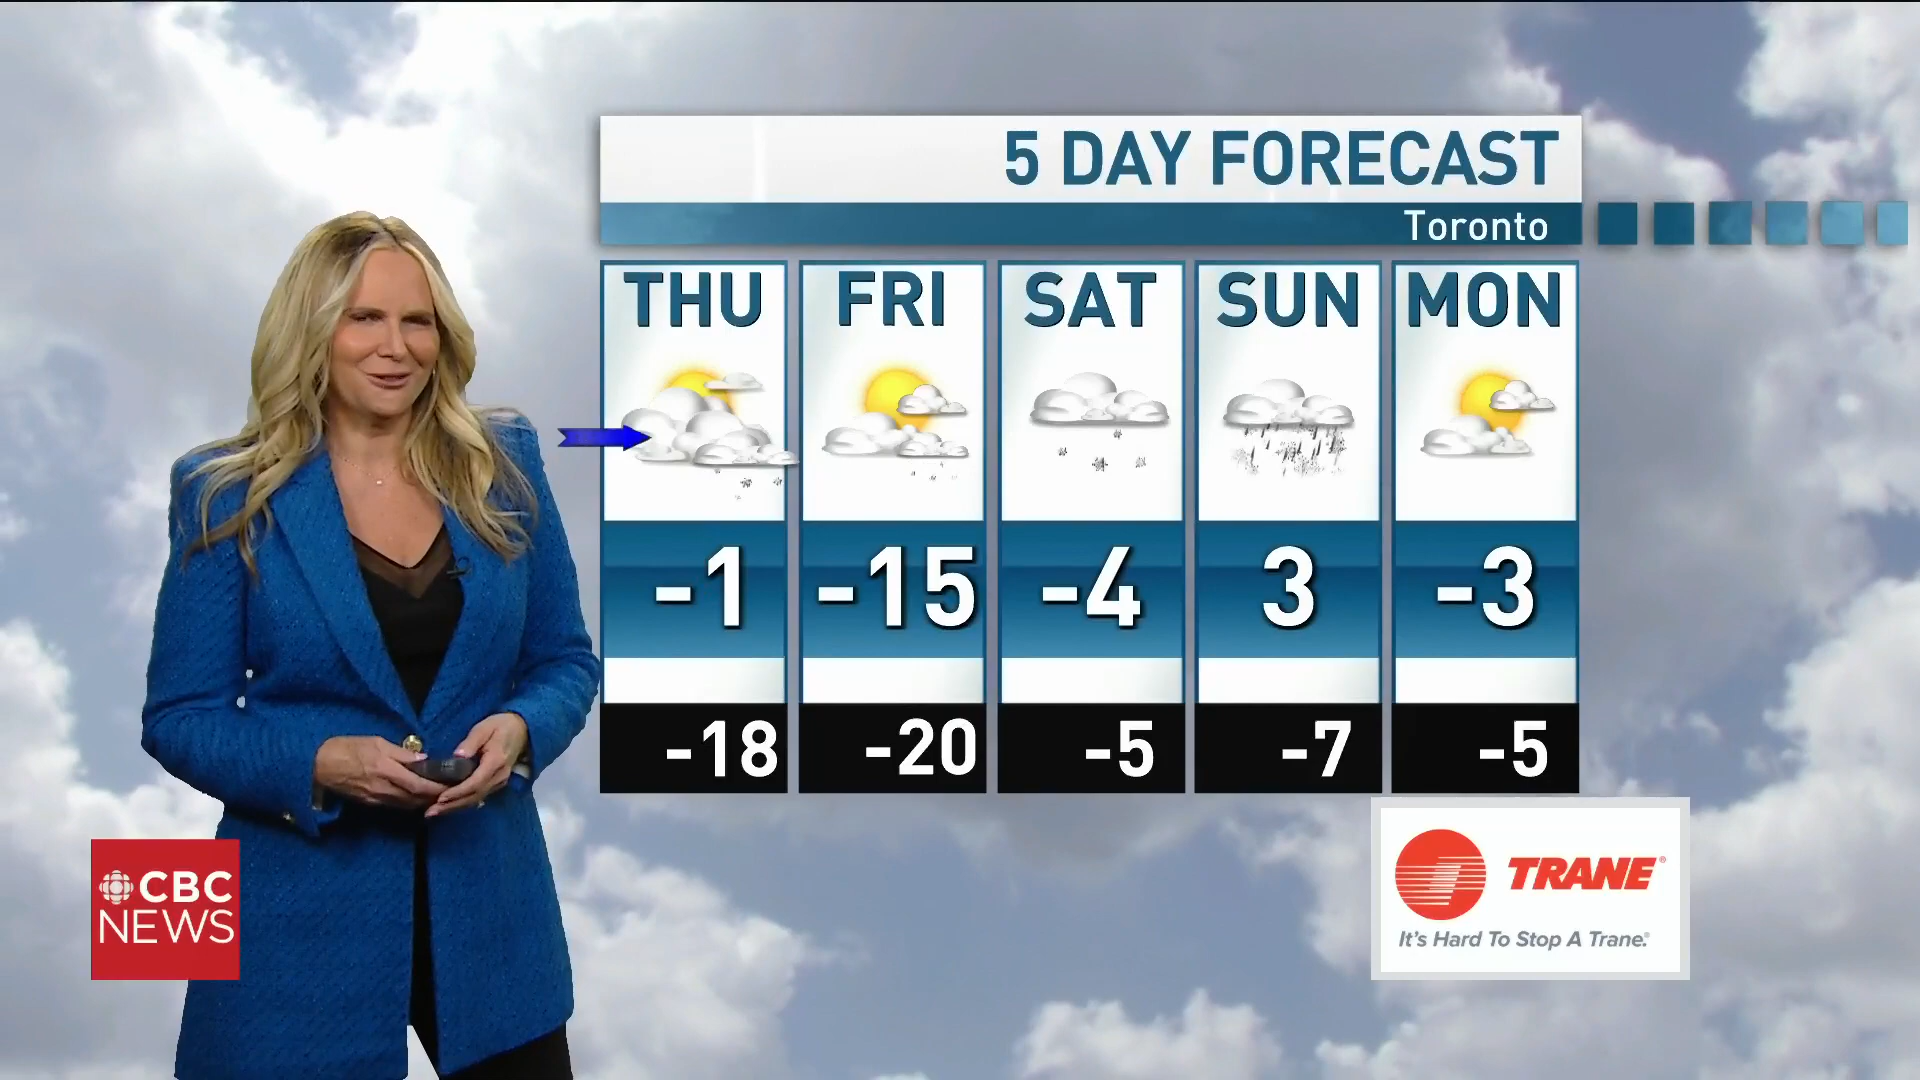 5 DAY FORECAST
Toronto
THU FRI SAT SUN MON
-1 -15 -4 3 -3
-18 -20 -5 -7 -5
CBC
NEWS
TRANE®
It's Hard To Stop A Trane.®